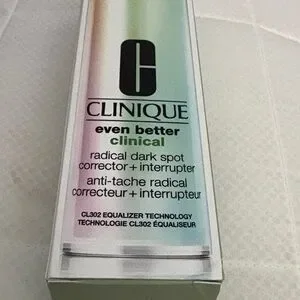 CLINIQUE
even better
clinical
radical dark spot
corrector + interrupter
anti-tache radical
correcteur + interrupteur
CL302 EQUALIZER TECHNOLOGY
TECHNOLOGIE CL302 ÉQUALISEUR